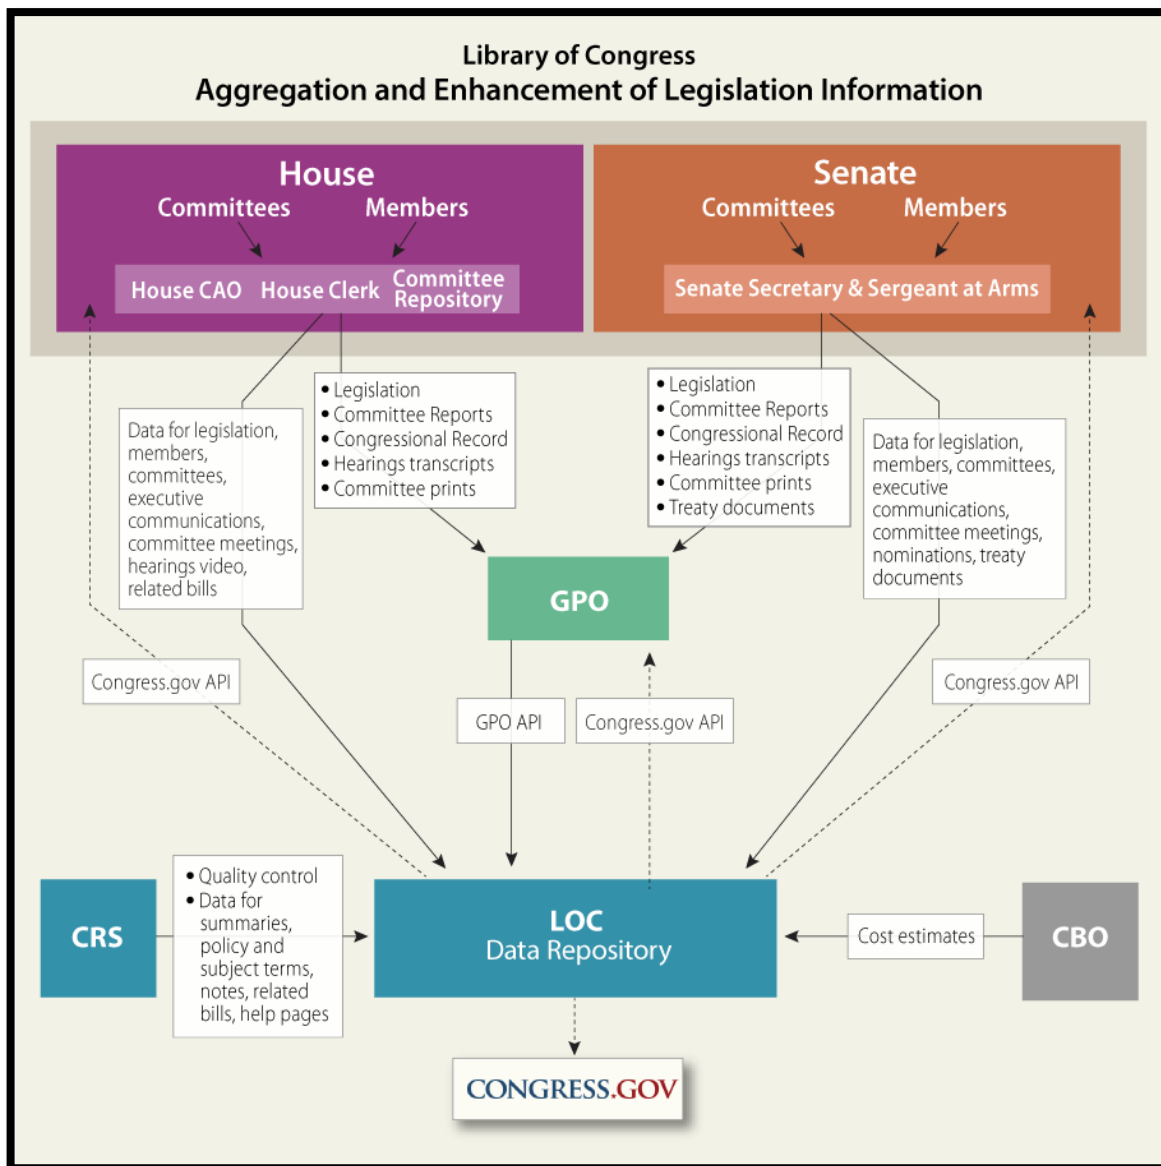 Library of Congress
Aggregation and Enhancement of Legislation Information
House
Committees
Members
House CAO
House Clerk
Committee
Repository
Senate
Committees
Members
Senate Secretary & Sergeant at Arms
Data for legislation,
members,
committees,
executive
communications,
committee meetings,
hearings video,
related bills
• Legislation
• Committee Reports
• Congressional Record
• Hearings transcripts
• Committee prints
• Legislation
• Committee Reports
• Congressional Record
• Hearings transcripts
• Committee prints
• Treaty documents
Data for legislation,
members, committees,
executive
communications,
committee meetings,
nominations, treaty
documents
GPO
Congress.gov API
GPO API
Congress.gov API
Congress.gov API
CRS
• Quality control
• Data for
summaries,
policy and
subject terms,
notes, related
bills, help pages
LOC
Data Repository
Cost estimates
CBO
CONGRESS.GOV